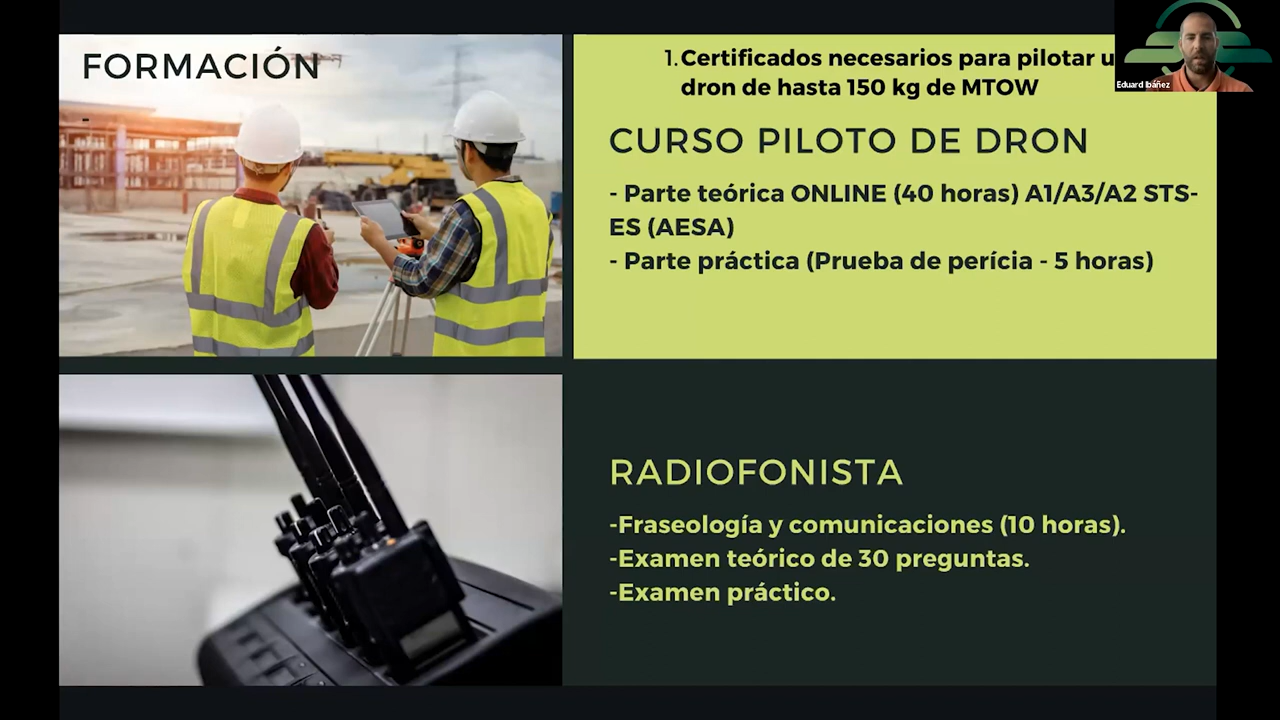 FORMACIÓN
-
1. Certificados necesarios para pilotar u
dron de hasta 150 kg de MTOW
Eduard Ibáñez
CURSO PILOTO DE DRON
- Parte teórica ONLINE (40 horas) A1/A3/A2 STS-
ES (AESA)
- Parte práctica (Prueba de perícia - 5 horas)
RADIOFONISTA
-Fraseología y comunicaciones (10 horas).
-Examen teórico de 30 preguntas.
-Examen práctico.